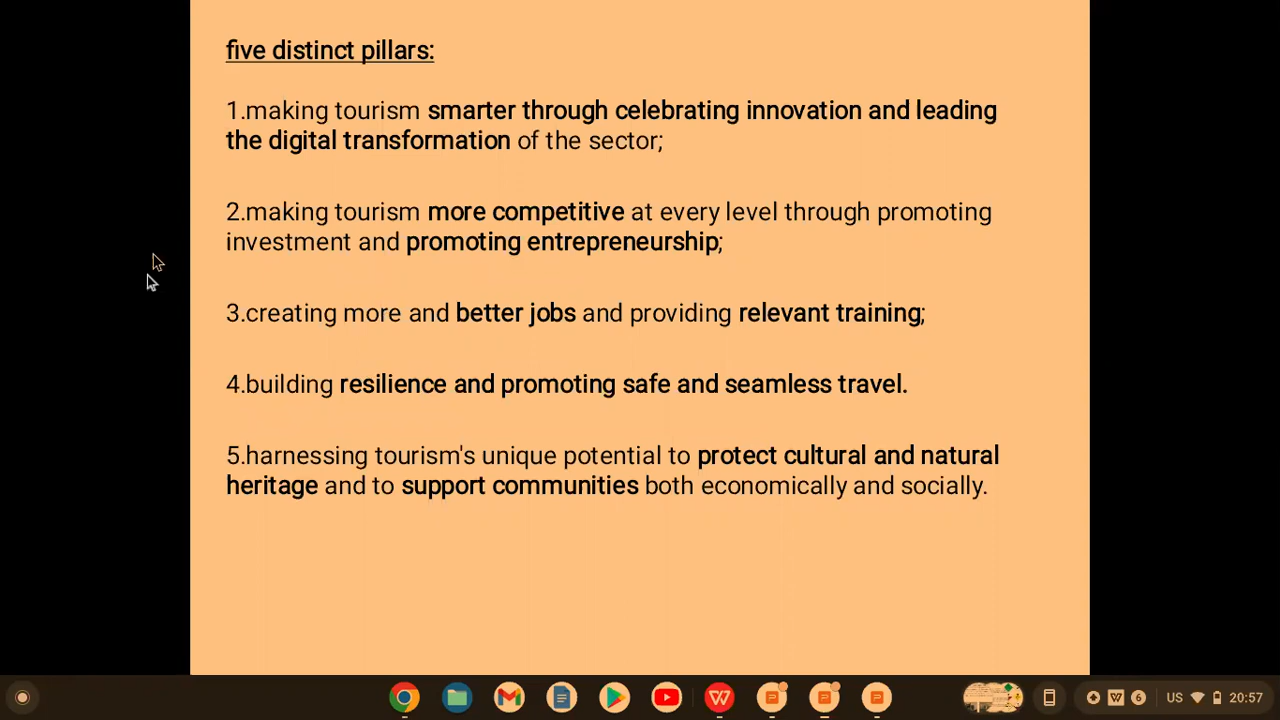 five distinct pillars:
1.making tourism smarter through celebrating innovation and leading
the digital transformation of the sector;
2.making tourism more competitive at every level through promoting
investment and promoting entrepreneurship;
3.creating more and better jobs and providing relevant training;
4.building resilience and promoting safe and seamless travel.
5.harnessing tourism's unique potential to protect cultural and natural
heritage and to support communities both economically and socially.
6 US 20:57